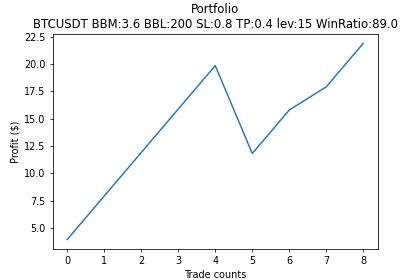 Portfolio
BTCUSDT BBM:3.6 BBL:200 SL:0.8 TP:0.4 lev:15 WinRatio:89.0
22.5
20.0
17.5
15.0
12.5
10.0
7.5
5.0
Profit ($)
0 1 2 3 4 5 6 7 8
Trade counts